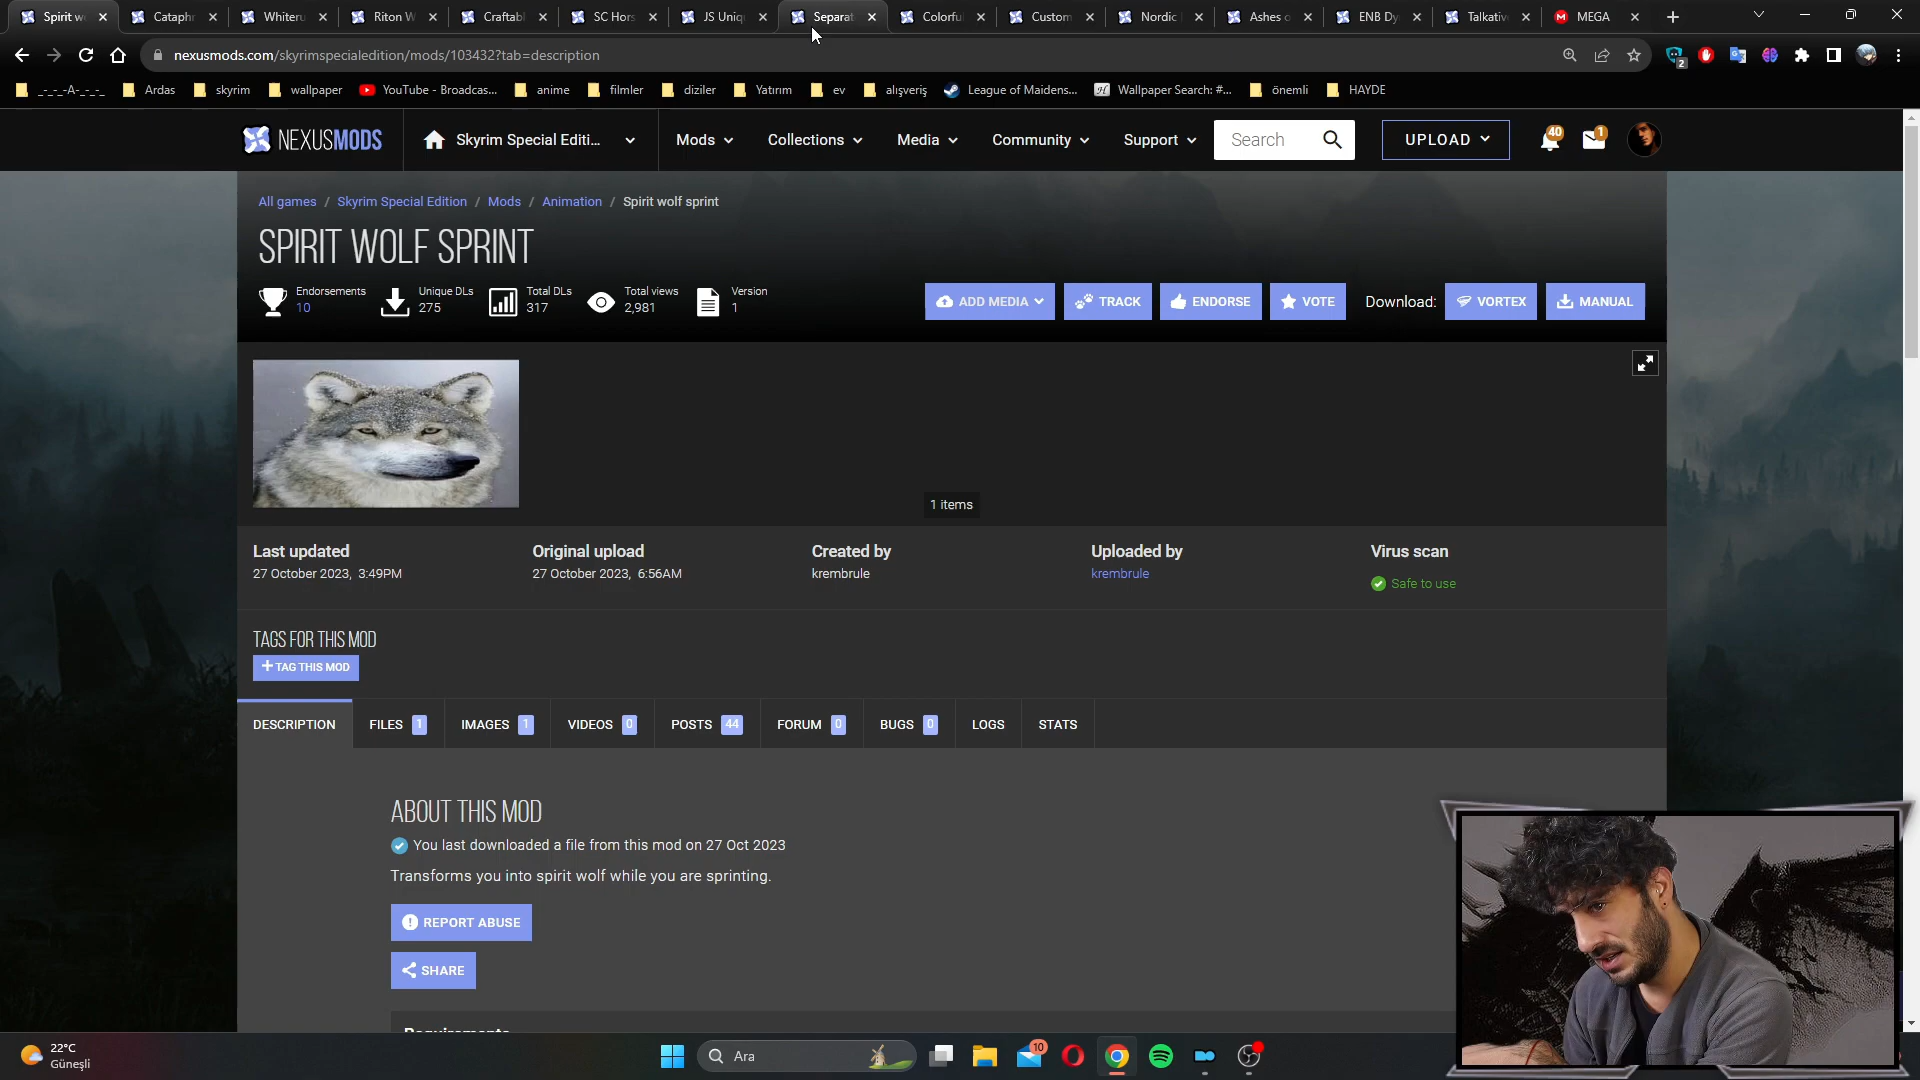 Spirit w
Cataphr
Whiteru
Riton W
Craftabl
SC Hors
JS Uniq
Separat
Colorfu
Custom
Nordic
Ashes o
ENB Dy
Talkativ
MEGA
nexusmods.com/skyrimspecialedition/mods/103432?tab=description
2
_-_-_-A-_-_-_
Ardas
skyrim
wallpaper
YouTube - Broadcas...
anime
filmler
diziler
Yatırım
ev
alışveriş
League of Maidens...
Wallpaper Search: #...
önemli
HAYDE
NEXUSMODS
Skyrim Special Editi...
Mods
Collections
Media
Community
Support
Search
UPLOAD
40
1
All games / Skyrim Special Edition / Mods / Animation / Spirit wolf sprint
SPIRIT WOLF SPRINT
Endorsements
10
Unique DLs
275
Total DLs
317
Total views
2,981
Version
1
ADD MEDIA
TRACK
ENDORSE
VOTE
Download:
VORTEX
MANUAL
1 items
Last updated
27 October 2023, 3:49PM
Original upload
27 October 2023, 6:56AM
Created by
krembrule
Uploaded by
krembrule
Virus scan
Safe to use
TAGS FOR THIS MOD
+ TAG THIS MOD
DESCRIPTION
FILES 1
IMAGES 1
VIDEOS 0
POSTS 44
FORUM 0
BUGS 0
LOGS
STATS
ABOUT THIS MOD
You last downloaded a file from this mod on 27 Oct 2023
Transforms you into spirit wolf while you are sprinting.
REPORT ABUSE
SHARE
Requirements
22°C
Güneşli
Ara
10